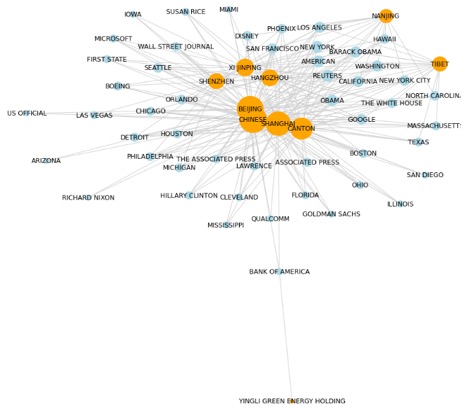 IOWA
SUSAN RICE
MIAMI
NANJING
MICROSOFT
DISNEY
PHOENIX
LOS ANGELES
HAWAII
WALL STREET JOURNAL
SAN FRANCISCO
NEW YORK
BARACK OBAMA
FIRST STATE
SEATTLE
XI JINPING
AMERICAN
WASHINGTON
TIBET
BOEING
SHENZHEN
HANGZHOU
REUTERS
CALIFORNIA
NEW YORK CITY
ORLANDO
OBAMA
THE WHITE HOUSE
NORTH CAROLINA
US OFFICIAL
LAS VEGAS
CHICAGO
BEIJING
CHINESE
SHANGHAI
CANTON
GOOGLE
MASSACHUSETTS
DETROIT
HOUSTON
TEXAS
ARIZONA
PHILADELPHIA
MICHIGAN
THE ASSOCIATED PRESS
LAWRENCE
ASSOCIATED PRESS
BOSTON
SAN DIEGO
RICHARD NIXON
HILLARY CLINTON
CLEVELAND
FLORIDA
OHIO
ILLINOIS
MISSISSIPPI
QUALCOMM
GOLDMAN SACHS
BANK OF AMERICA
YINGLI GREEN ENERGY HOLDING